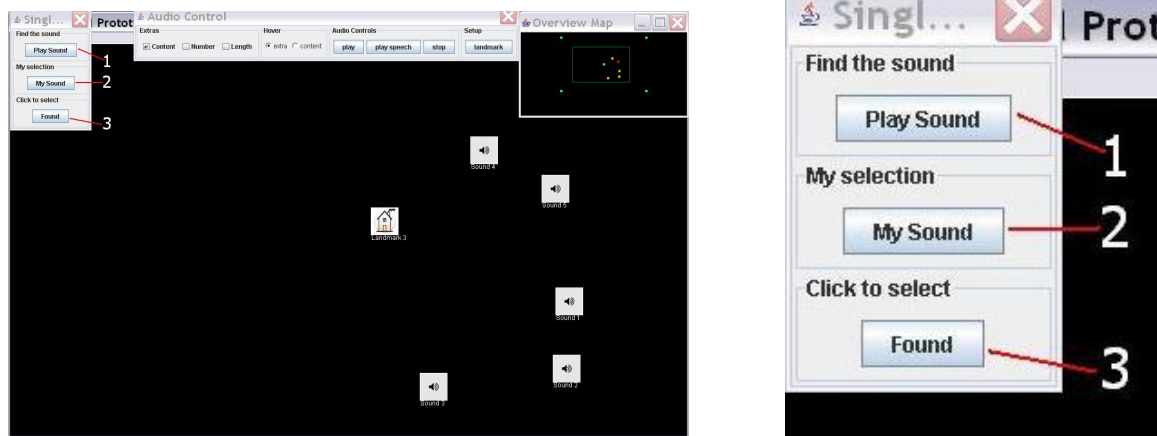 Singl...
Protot
Audio Control
Overview Map
Find the sound
Play Sound
1
My selection
My Sound
2
Click to select
Found
3
Extras
Content Number Length
Hover
extra content
Audio Controls
play play speech stop
Setup
landmark
Sound 4
Sound 5
Landmark 3
Sound 1
Sound 2
Sound 3
Singl...
Prot
Find the sound
Play Sound
1
My selection
My Sound
2
Click to select
Found
3